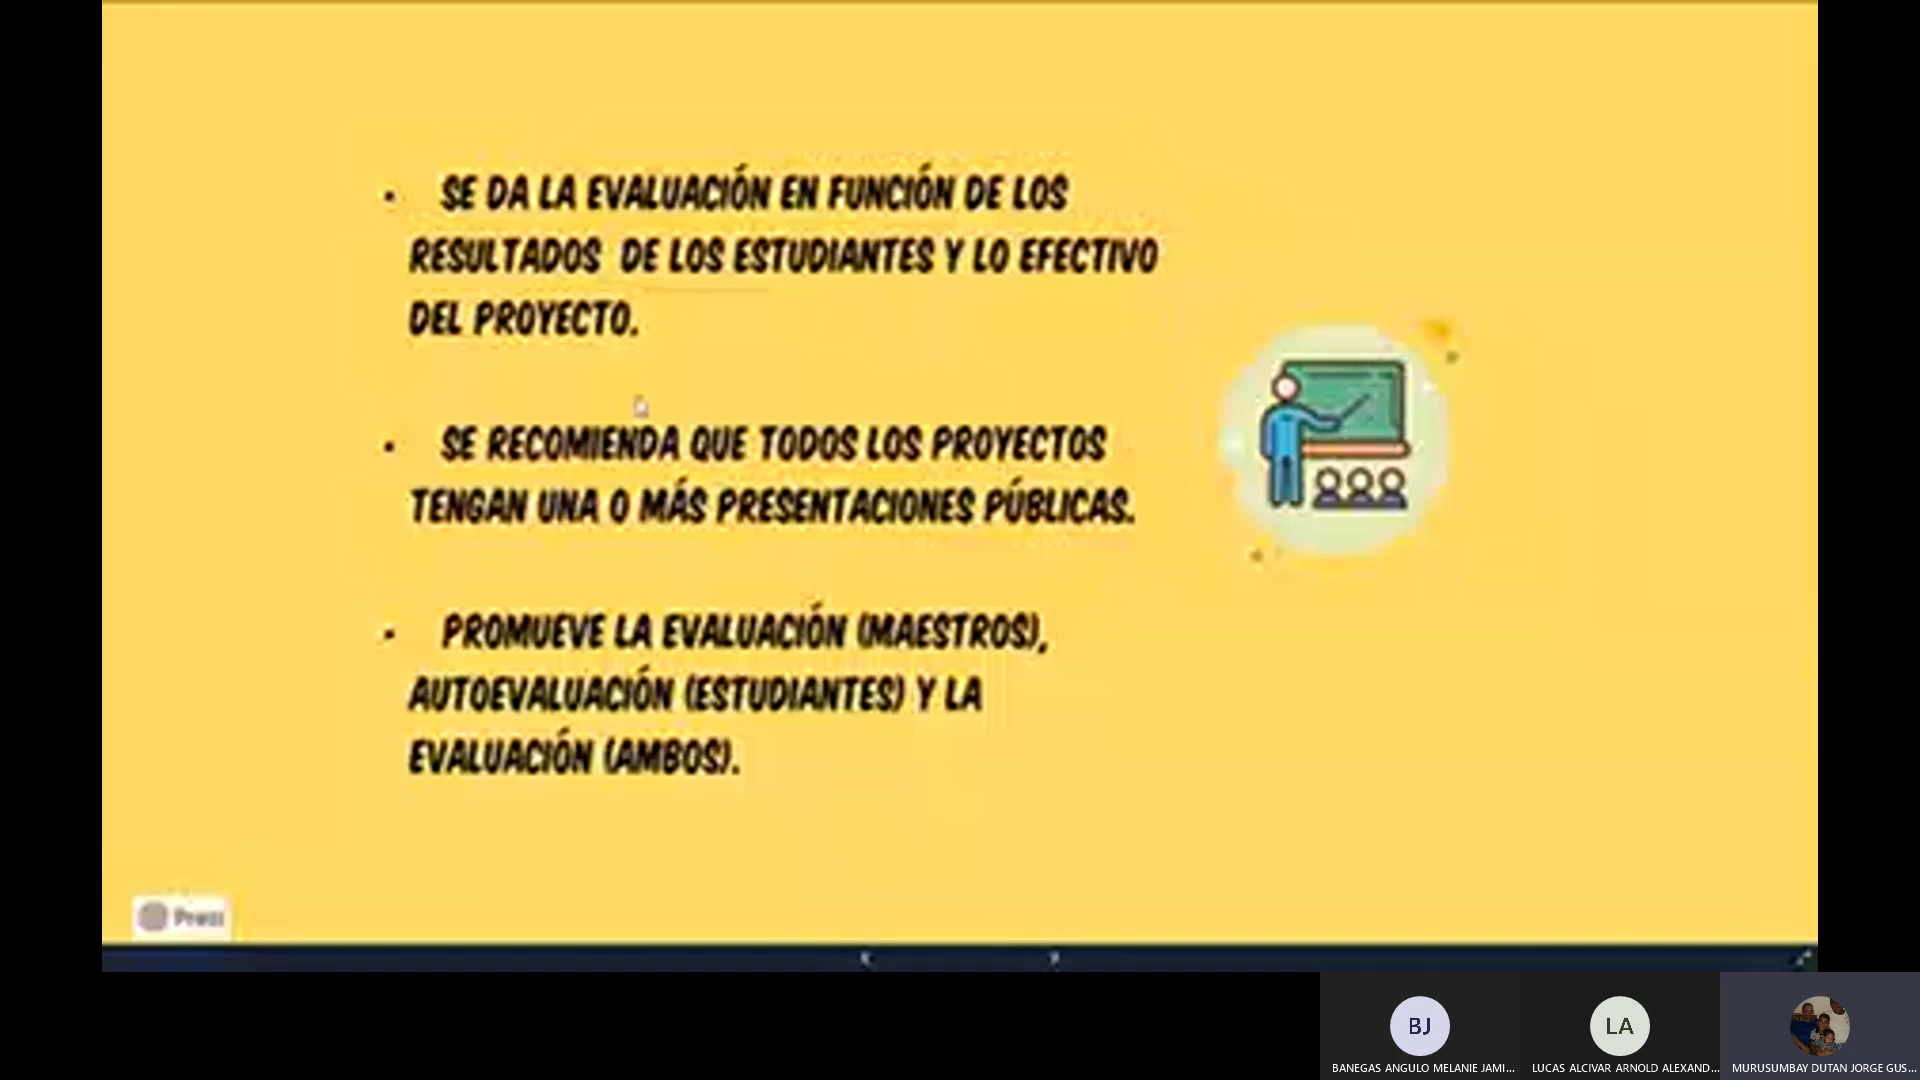 • SE DA LA EVALUACIÓN EN FUNCIÓN DE LOS
RESULTADOS DE LOS ESTUDIANTES Y LO EFECTIVO
DEL PROYECTO.
• SE RECOMIENDA QUE TODOS LOS PROYECTOS
TENGAN UNA O MÁS PRESENTACIONES PÚBLICAS.
• PROMUEVE LA EVALUACIÓN (MAESTROS),
AUTOEVALUACIÓN (ESTUDIANTES) Y LA
EVALUACIÓN (AMBOS).
Prezi
BJ
LA
BANEGAS ANGULO MELANIE JAMI...
LUCAS ALCIVAR ARNOLD ALEXAND...
MURUSUMBAY DUTAN JORGE GUS...